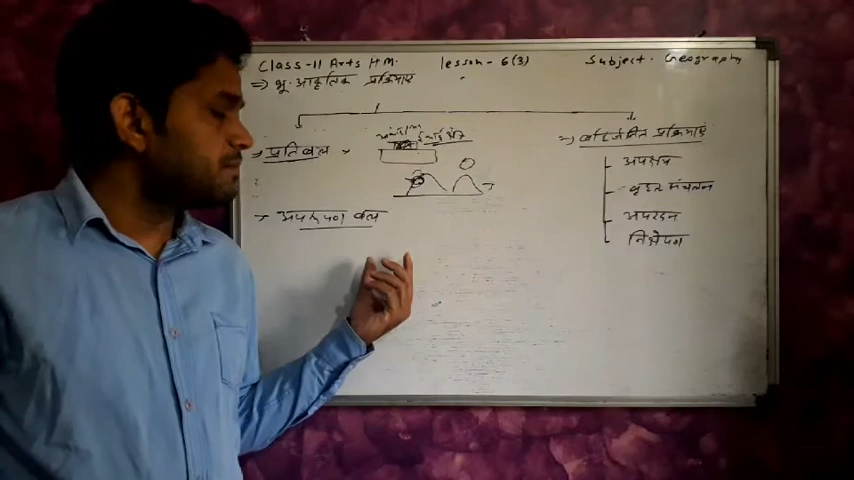 Class-11 Arts H.M. lesson-6(3) Subject. Geography
⇒ भू-आकृतिक प्रक्रियाएँ
→ प्रतिबल →
→ बहिर्जनित प्रक्रियाएँ
अपक्षय
वृहत संचलन
→ अपरूपण बल
अपरदन
निक्षेपण